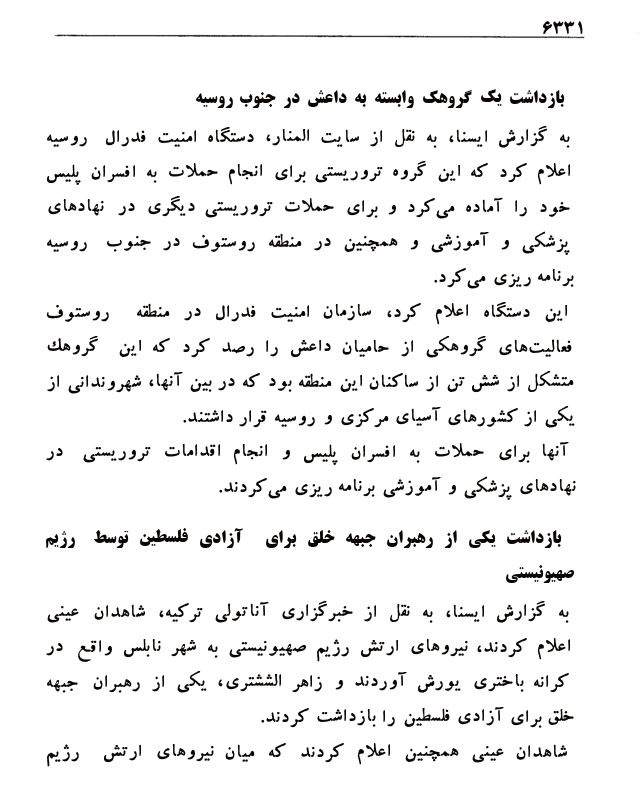 ۶۳۳۱
بازداشت یک گروهک وابسته به داعش در جنوب روسیه
به گزارش ایسنا، به نقل از سایت المنار، دستگاه امنیت فدرال روسیه
اعلام کرد که این گروه تروریستی برای انجام حملات به افسران پلیس
خود را آماده می‌کرد و برای حملات تروریستی دیگری در نهادهای
پزشکی و آموزشی و همچنین در منطقه روستوف در جنوب روسیه
برنامه ریزی می‌کرد.
این دستگاه اعلام کرد، سازمان امنیت فدرال در منطقه روستوف
فعالیت‌های گروهکی از حامیان داعش را رصد کرد که این گروهك
متشکل از شش تن از ساکنان این منطقه بود که در بین آنها، شهروندانی از
یکی از کشورهای آسیای مرکزی و روسیه قرار داشتند.
آنها برای حملات به افسران پلیس و انجام اقدامات تروریستی در
نهادهای پزشکی و آموزشی برنامه ریزی می‌کردند.
بازداشت یکی از رهبران جبهه خلق برای آزادی فلسطین توسط رژیم
صهیونیستی
به گزارش ایسنا، به نقل از خبرگزاری آناتولی ترکیه، شاهدان عینی
اعلام کردند، نیروهای ارتش رژیم صهیونیستی به شهر نابلس واقع در
کرانه باختری یورش آوردند و زاهر الششتری، یکی از رهبران جبهه
خلق برای آزادی فلسطین را بازداشت کردند.
شاهدان عینی همچنین اعلام کردند که میان نیروهای ارتش رژیم